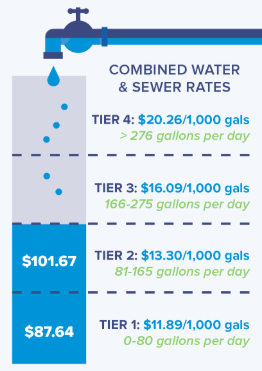 COMBINED WATER
& SEWER RATES
TIER 4: $20.26/1,000 gals
> 276 gallons per day
TIER 3: $16.09/1,000 gals
166-275 gallons per day
$101.67
TIER 2: $13.30/1,000 gals
81-165 gallons per day
$87.64
TIER 1: $11.89/1,000 gals
0-80 gallons per day